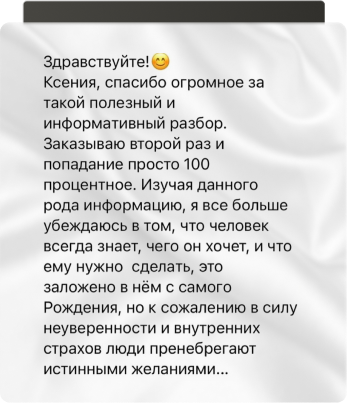 Здравствуйте!😊
Ксения, спасибо огромное за
такой полезный и
информативный разбор.
Заказываю второй раз и
попадание просто 100
процентное. Изучая данного
рода информацию, я все больше
убеждаюсь в том, что человек
всегда знает, чего он хочет, и что
ему нужно  сделать, это
заложено в нём с самого
Рождения, но к сожалению в силу
неуверенности и внутренних
страхов люди пренебрегают
истинными желаниями...